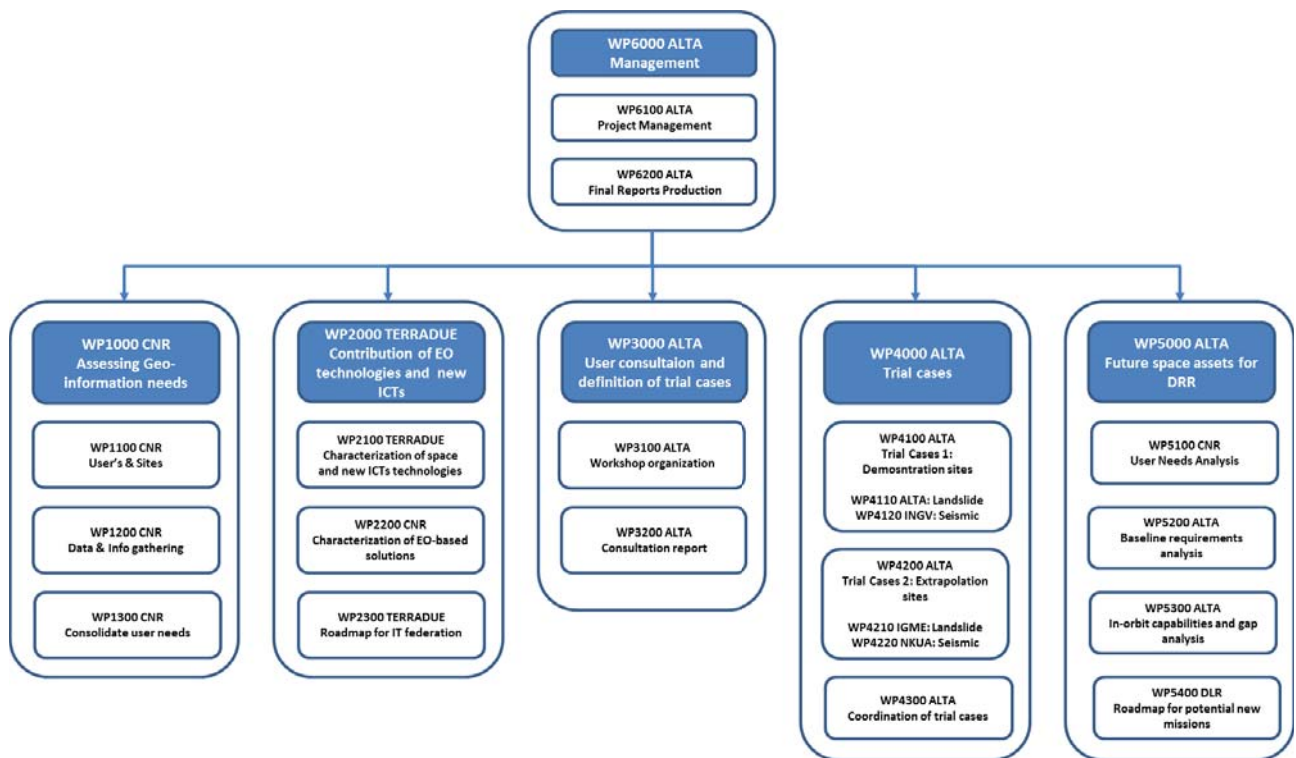 WP6000 ALTA
Management
WP6100 ALTA
Project Management
WP6200 ALTA
Final Reports Production
WP1000 CNR
Assessing Geo-
information needs
WP1100 CNR
User's & Sites
WP1200 CNR
Data & Info gathering
WP1300 CNR
Consolidate user needs
WP2000 TERRADUE
Contribution of EO
technologies and new
ICTs
WP2100 TERRADUE
Characterization of space
and new ICTs technologies
WP2200 CNR
Characterization of EO-based
solutions
WP2300 TERRADUE
Roadmap for IT federation
WP3000 ALTA
User consultaion and
definition of trial cases
WP3100 ALTA
Workshop organization
WP3200 ALTA
Consultation report
WP4000 ALTA
Trial cases
WP4100 ALTA
Trial Cases 1:
Demosntration sites
WP4110 ALTA: Landslide
WP4120 INGV: Seismic
WP4200 ALTA
Trial Cases 2: Extrapolation
sites
WP4210 IGME: Landslide
WP4220 NKUA: Seismic
WP4300 ALTA
Coordination of trial cases
WP5000 ALTA
Future space assets for
DRR
WP5100 CNR
User Needs Analysis
WP5200 ALTA
Baseline requirements
analysis
WP5300 ALTA
In-orbit capabilities and gap
analysis
WP5400 DLR
Roadmap for potential new
missions